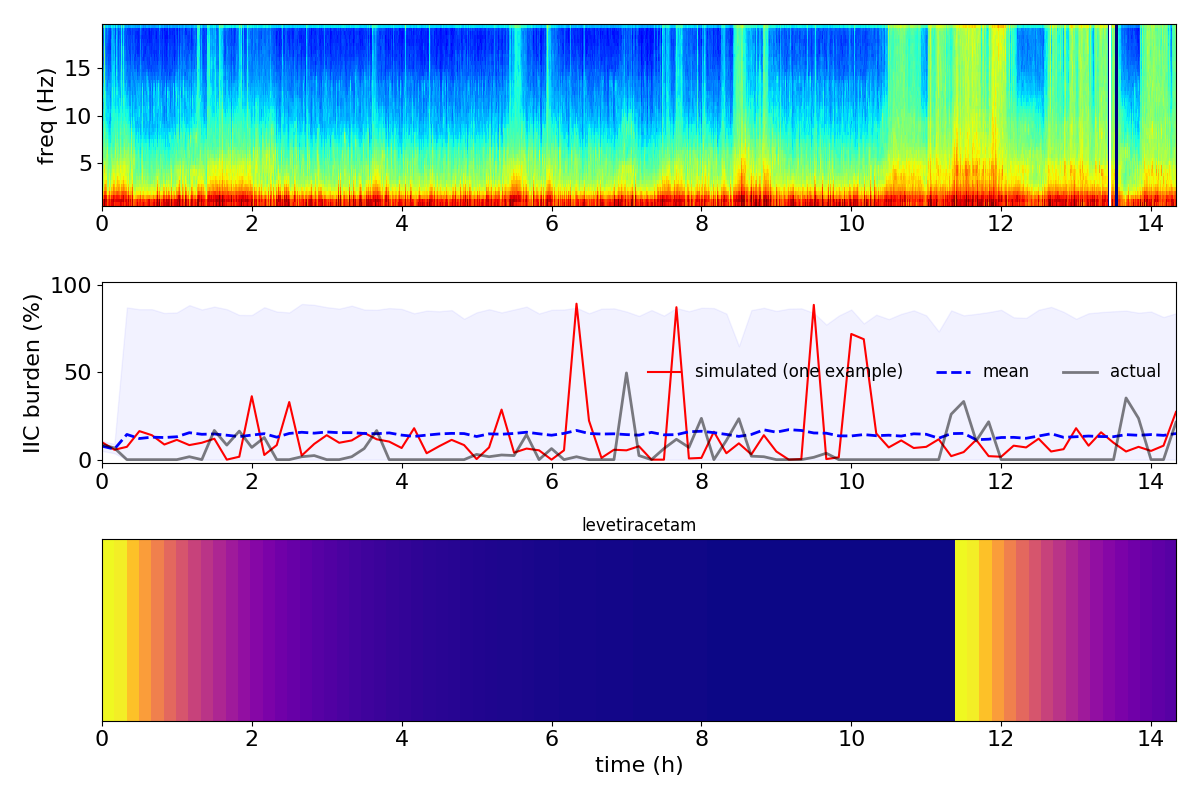 freq (Hz)
15
10
5
0 2 4 6 8 10 12 14
IIC burden (%)
100
50
0
simulated (one example) mean actual
0 2 4 6 8 10 12 14
levetiracetam
0 2 4 6 8 10 12 14
time (h)